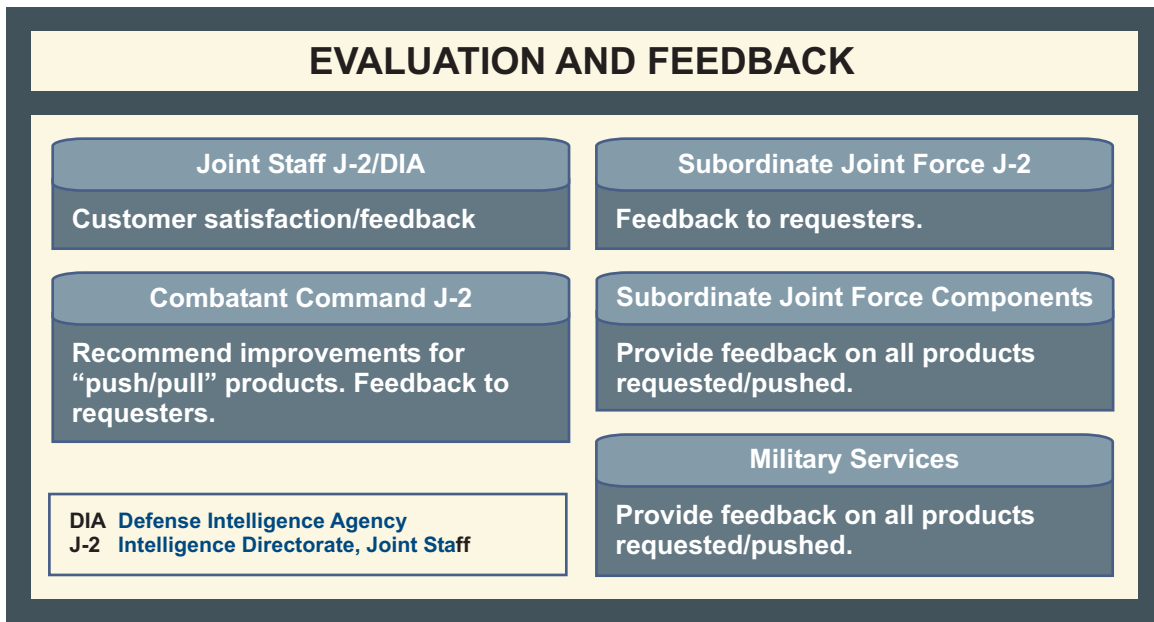 EVALUATION AND FEEDBACK
Joint Staff J-2/DIA
Customer satisfaction/feedback
Combatant Command J-2
Recommend improvements for
“push/pull” products. Feedback to
requesters.
Subordinate Joint Force J-2
Feedback to requesters.
Subordinate Joint Force Components
Provide feedback on all products
requested/pushed.
Military Services
Provide feedback on all products
requested/pushed.
DIA Defense Intelligence Agency
J-2 Intelligence Directorate, Joint Staff